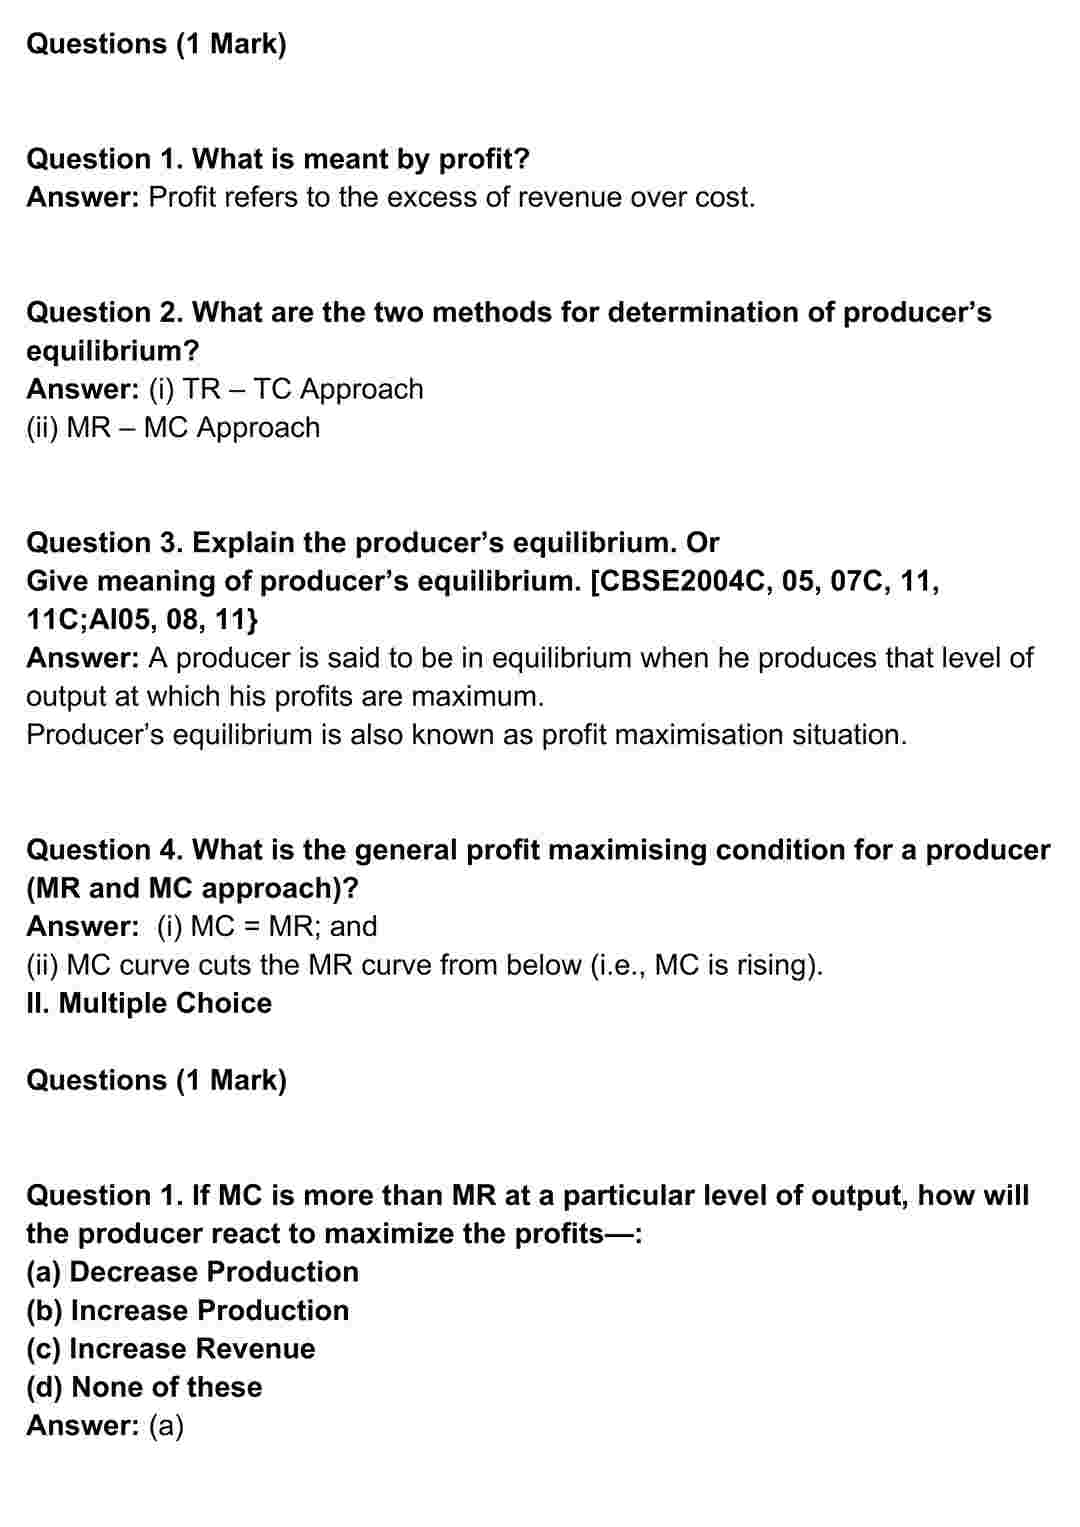 Questions (1 Mark)
Question 1. What is meant by profit?
Answer: Profit refers to the excess of revenue over cost.
Question 2. What are the two methods for determination of producer’s
equilibrium?
Answer: (i) TR – TC Approach
(ii) MR – MC Approach
Question 3. Explain the producer’s equilibrium. Or
Give meaning of producer’s equilibrium. [CBSE2004C, 05, 07C, 11,
11C;AI05, 08, 11}
Answer: A producer is said to be in equilibrium when he produces that level of
output at which his profits are maximum.
Producer’s equilibrium is also known as profit maximisation situation.
Question 4. What is the general profit maximising condition for a producer
(MR and MC approach)?
Answer:  (i) MC = MR; and
(ii) MC curve cuts the MR curve from below (i.e., MC is rising).
II. Multiple Choice
Questions (1 Mark)
Question 1. If MC is more than MR at a particular level of output, how will
the producer react to maximize the profits—:
(a) Decrease Production
(b) Increase Production
(c) Increase Revenue
(d) None of these
Answer: (a)